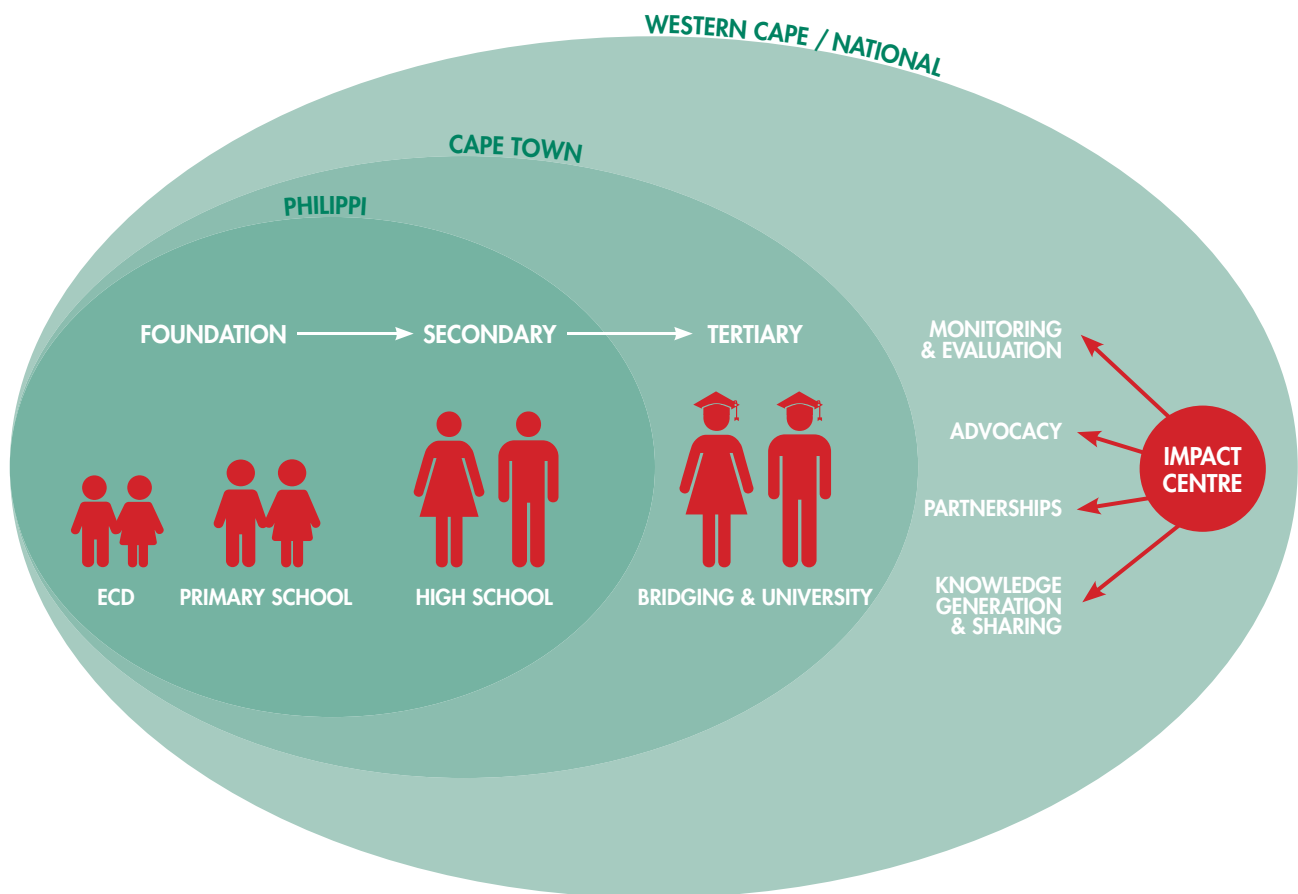 WESTERN CAPE / NATIONAL
CAPE TOWN
PHILIPPI
FOUNDATION
SECONDARY
TERTIARY
ECD
PRIMARY SCHOOL
HIGH SCHOOL
BRIDGING & UNIVERSITY
MONITORING
& EVALUATION
ADVOCACY
PARTNERSHIPS
KNOWLEDGE
GENERATION
& SHARING
IMPACT
CENTRE